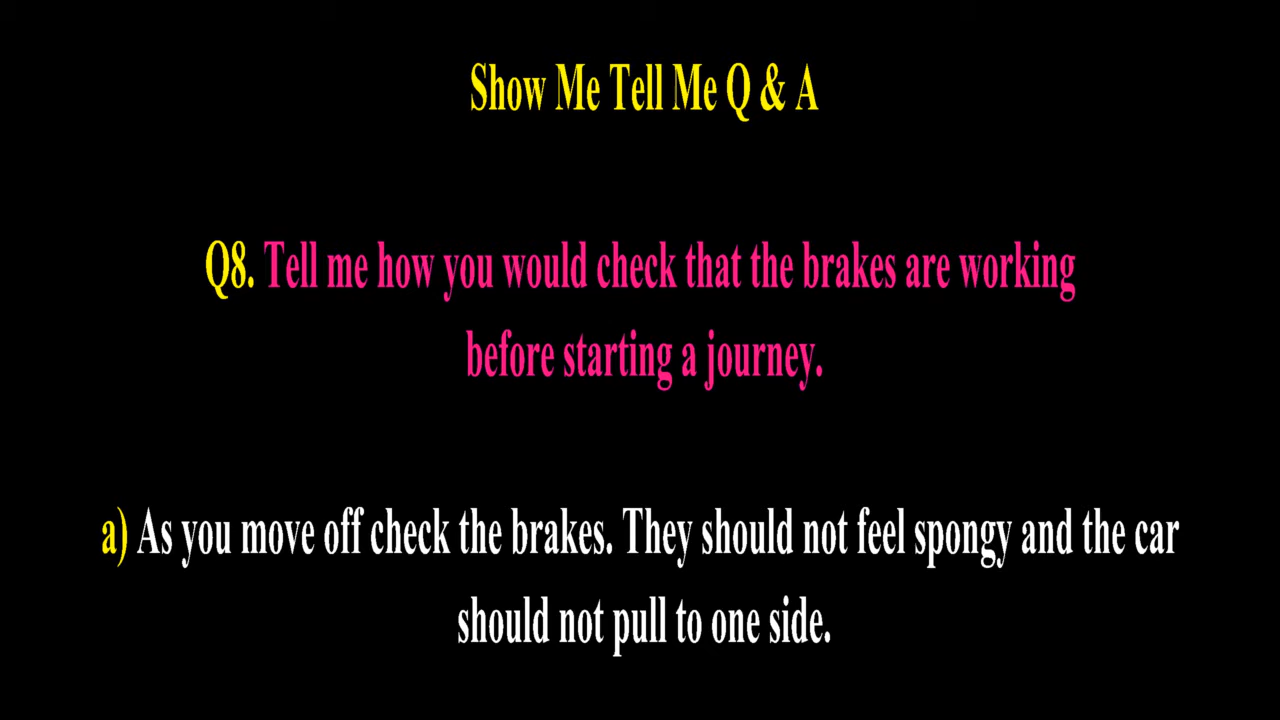 Show Me Tell Me Q & A
Q8. Tell me how you would check that the brakes are working
before starting a journey.
a) As you move off check the brakes. They should not feel spongy and the car
should not pull to one side.